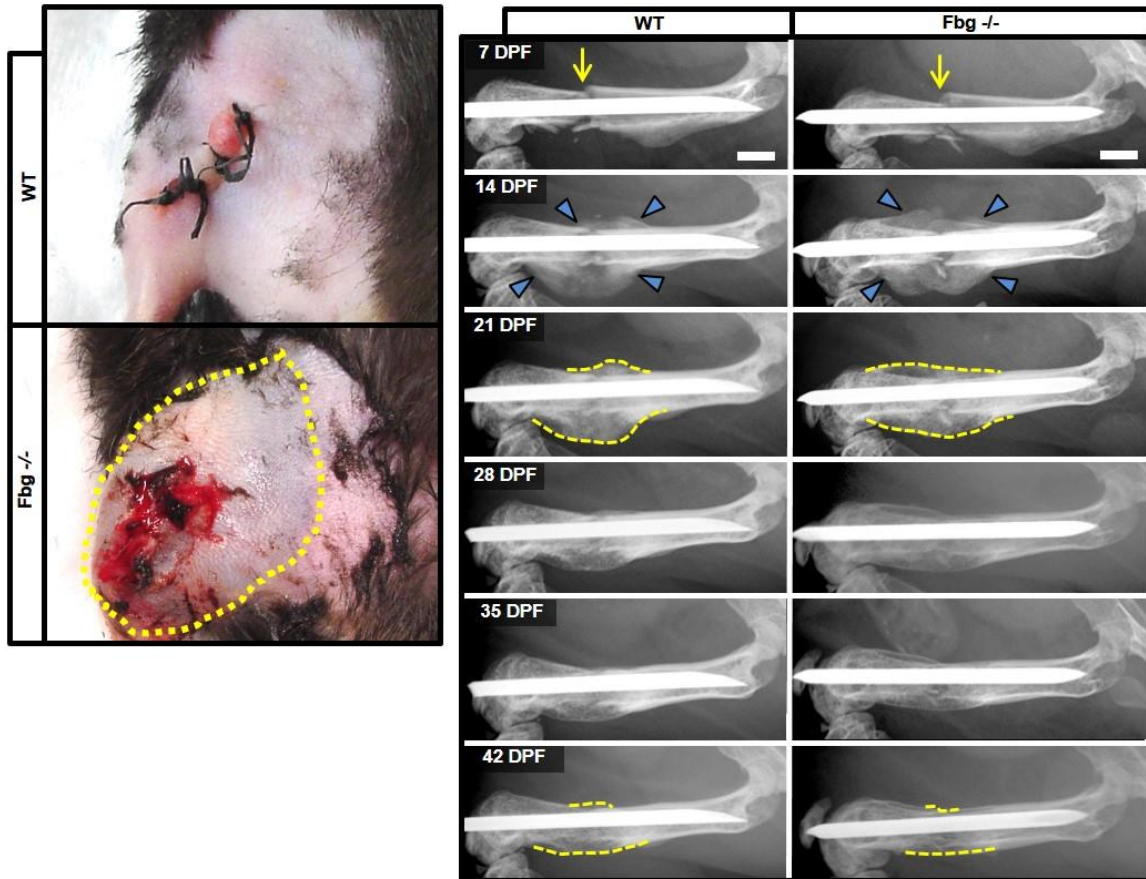 WT
Fbg -/-
WT
Fbg -/-
7 DPF
14 DPF
21 DPF
28 DPF
35 DPF
42 DPF